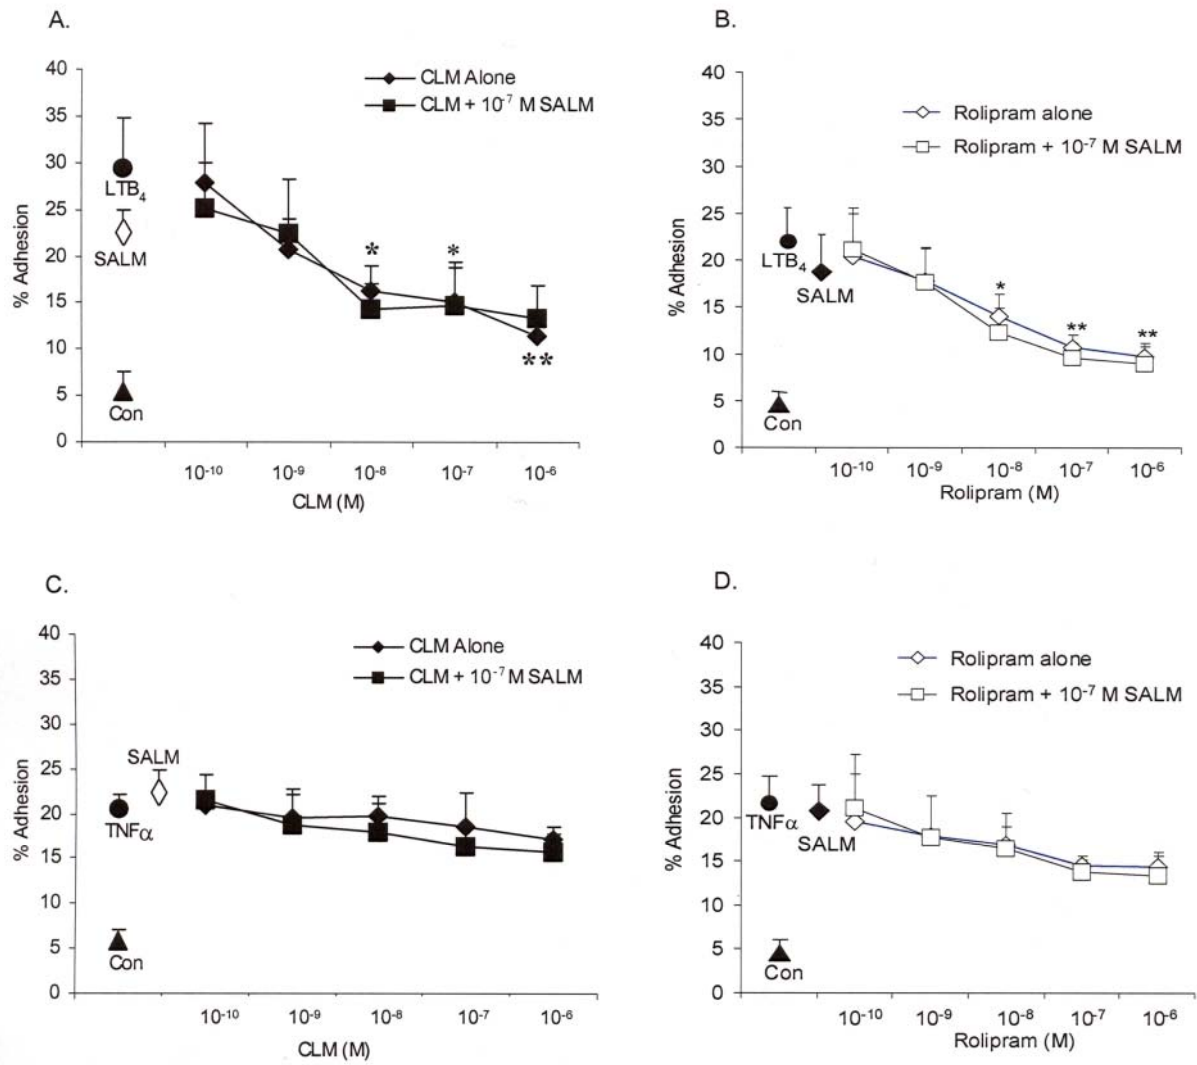 A.
40
35
30
25
20
15
10
5
0
% Adhesion
CLM Alone
CLM + 10-7 M SALM
LTB4
SALM
Con
*
*
**
10-10 10-9 10-8 10-7 10-6
CLM (M)
B.
40
35
30
25
20
15
10
5
0
% Adhesion
Rolipram alone
Rolipram + 10-7 M SALM
LTB4
SALM
Con
*
**
**
10-10 10-9 10-8 10-7 10-6
Rolipram (M)
C.
40
35
30
25
20
15
10
5
0
% Adhesion
CLM Alone
CLM + 10-7 M SALM
SALM
TNFα
Con
10-10 10-9 10-8 10-7 10-6
CLM (M)
D.
40
35
30
25
20
15
10
5
0
% Adhesion
Rolipram alone
Rolipram + 10-7 M SALM
TNFα
SALM
Con
10-10 10-9 10-8 10-7 10-6
Rolipram (M)